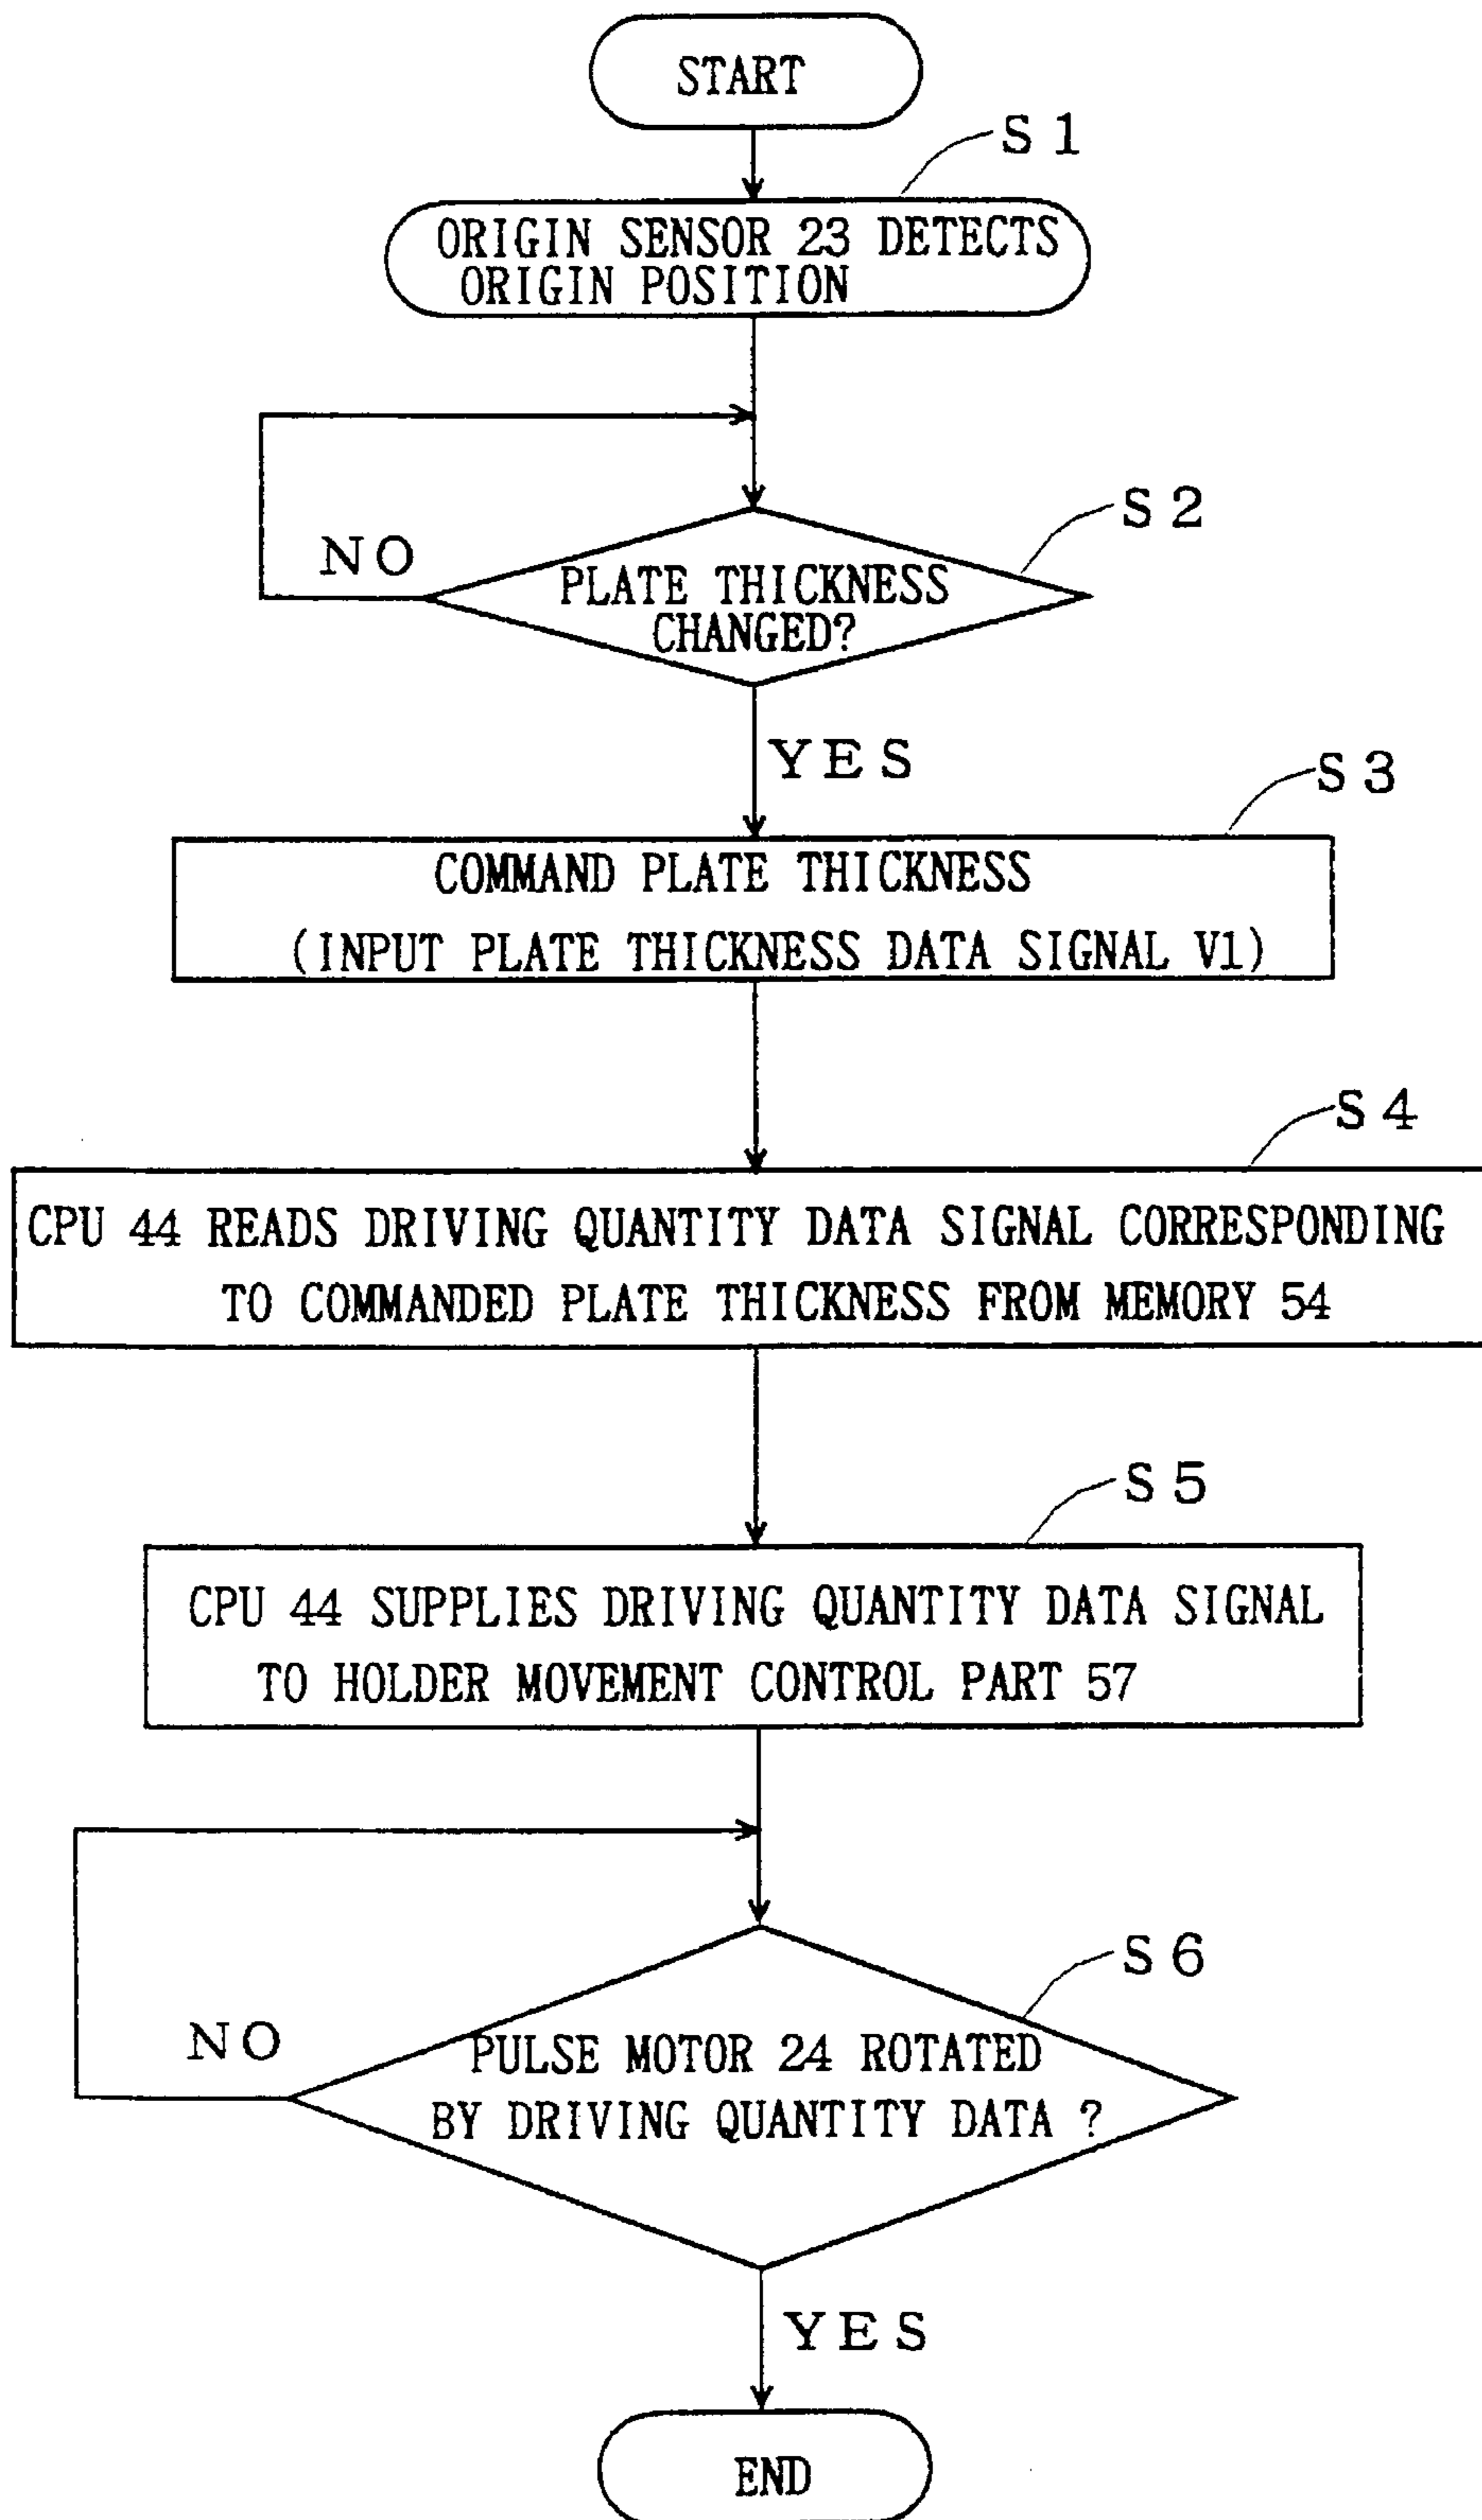 START
S1
ORIGIN SENSOR 23 DETECTS
ORIGIN POSITION
S2
NO
PLATE THICKNESS
CHANGED?
YES
S3
COMMAND PLATE THICKNESS
(INPUT PLATE THICKNESS DATA SIGNAL V1)
S4
CPU 44 READS DRIVING QUANTITY DATA SIGNAL CORRESPONDING
TO COMMANDED PLATE THICKNESS FROM MEMORY 54
S5
CPU 44 SUPPLIES DRIVING QUANTITY DATA SIGNAL
TO HOLDER MOVEMENT CONTROL PART 57
S6
NO
PULSE MOTOR 24 ROTATED
BY DRIVING QUANTITY DATA ?
YES
END